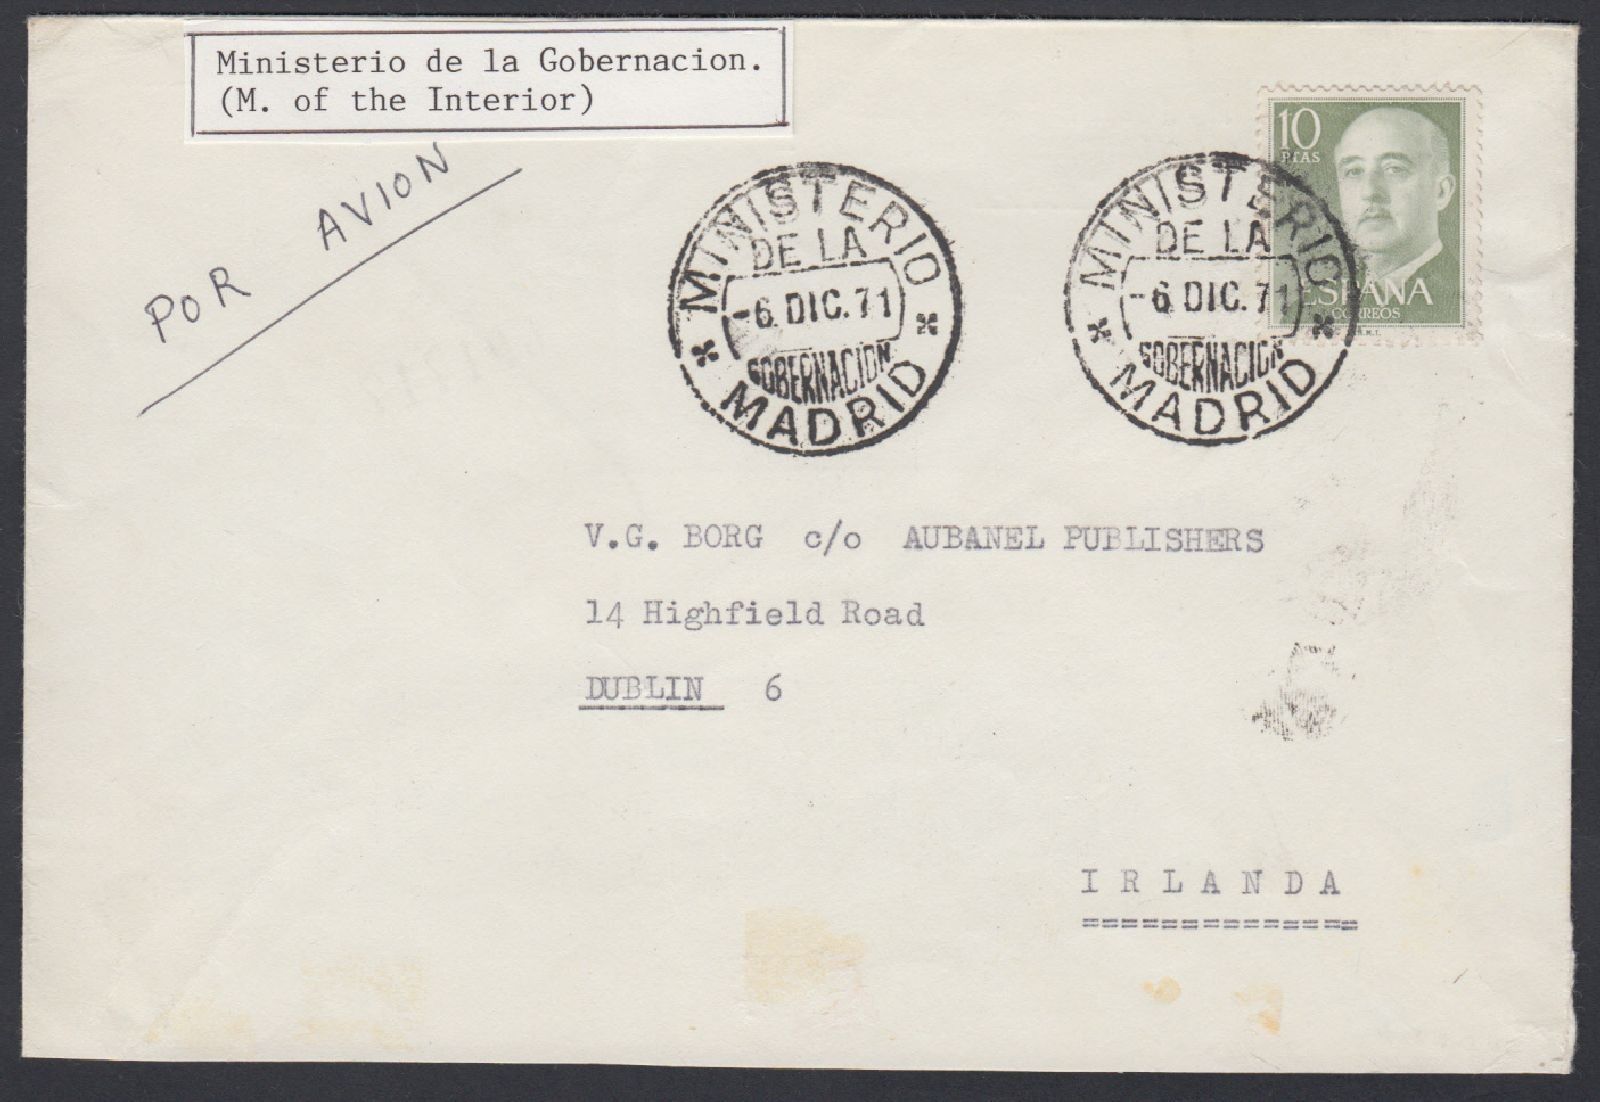 Ministerio de la Gobernacion.
(M. of the Interior)
POR AVION
MINISTERIO
DE LA
-6. DIC. 71
GOBERNACION
MADRID
MINISTERIO
DE LA
-6. DIC. 71
GOBERNACION
MADRID
10
PTAS
ESPAÑA
CORREOS
V.G. BORG c/o AUBANEL PUBLISHERS
14 Highfield Road
DUBLIN 6
IRLANDA
==============